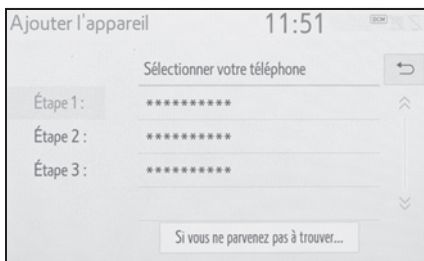 Ajouter l'appareil 11:51 DCM
Sélectionner votre téléphone
Étape 1 : **********
Étape 2 : **********
Étape 3 : **********
Si vous ne parvenez pas à trouver...